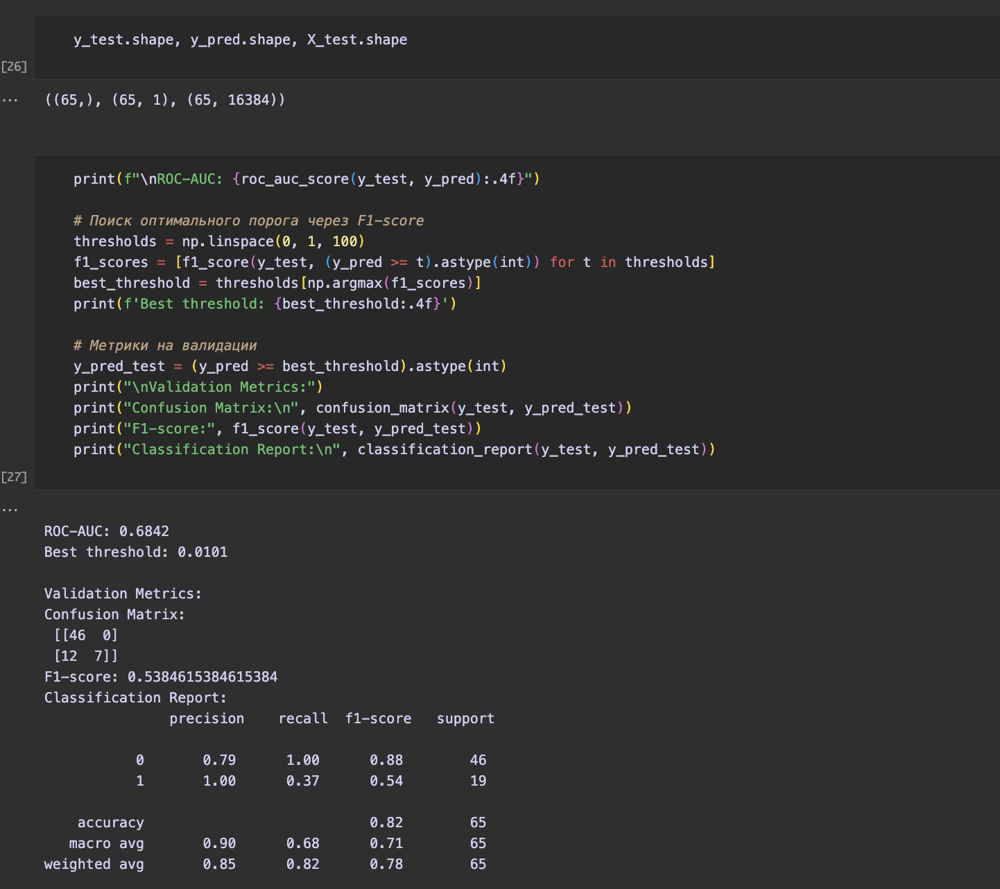 y_test.shape, y_pred.shape, X_test.shape
[26]
... ((65,), (65, 1), (65, 16384))
print(f"\nROC-AUC: {roc_auc_score(y_test, y_pred):.4f}")
# Поиск оптимального порога через F1-score
thresholds = np.linspace(0, 1, 100)
f1_scores = [f1_score(y_test, (y_pred >= t).astype(int)) for t in thresholds]
best_threshold = thresholds[np.argmax(f1_scores)]
print(f'Best threshold: {best_threshold:.4f}')
# Метрики на валидации
y_pred_test = (y_pred >= best_threshold).astype(int)
print("\nValidation Metrics:")
print("Confusion Matrix:\n", confusion_matrix(y_test, y_pred_test))
print("F1-score:", f1_score(y_test, y_pred_test))
print("Classification Report:\n", classification_report(y_test, y_pred_test))
[27]
...
ROC-AUC: 0.6842
Best threshold: 0.0101
Validation Metrics:
Confusion Matrix:
[[46 0]
[12 7]]
F1-score: 0.5384615384615384
Classification Report:
precision recall f1-score support
0 0.79 1.00 0.88 46
1 1.00 0.37 0.54 19
accuracy 0.82 65
macro avg 0.90 0.68 0.71 65
weighted avg 0.85 0.82 0.78 65